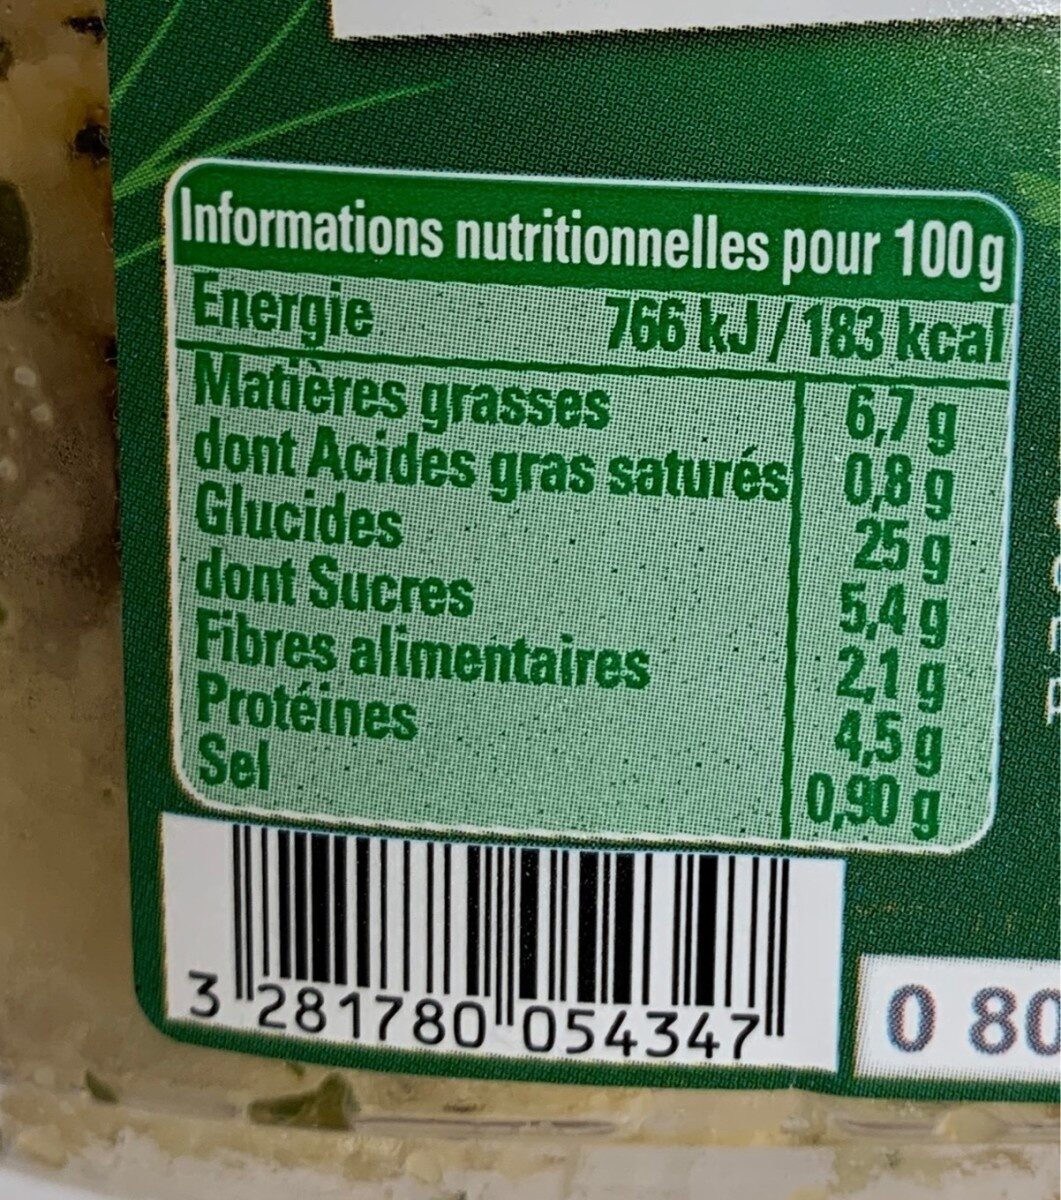 Informations nutritionnelles pour 100g
Energie 766 kJ / 183 kcal
Matières grasses 6,7 g
dont Acides gras saturés 0,8 g
Glucides 25 g
dont Sucres 5,4 g
Fibres alimentaires 2,1 g
Protéines 4,5 g
Sel 0,90 g
3 281780 054347
0 80